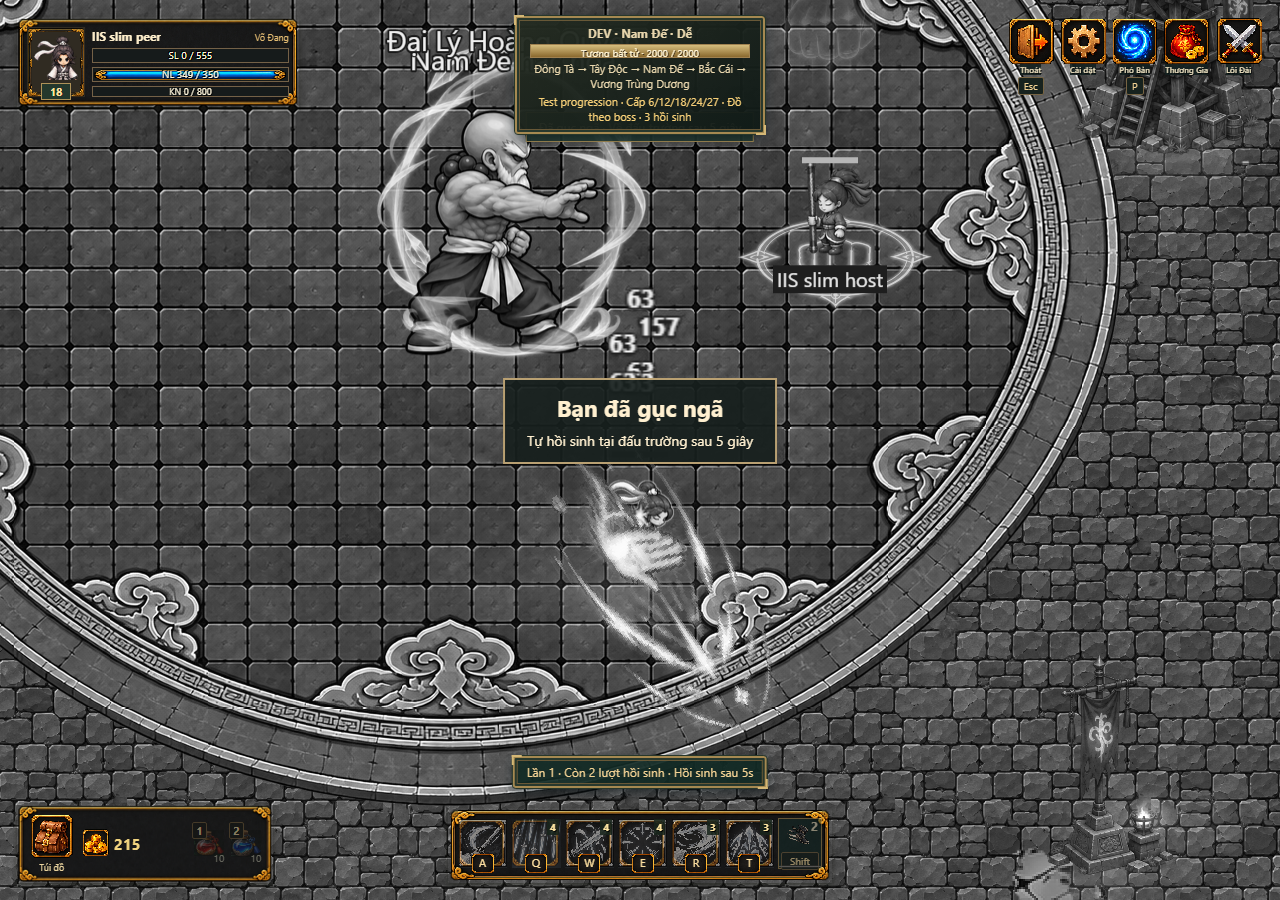 IIS slim peer
Võ Đang
SL 0 / 555
NL 349 / 350
KN 0 / 800
18
Đại Lý Hoà
Nam Đế
DEV · Nam Đế · Dễ
Tướng bất tử · 2000 / 2000
Đông Tà → Tây Độc → Nam Đế → Bắc Cái →
Vương Trùng Dương
Test progression · Cấp 6/12/18/24/27 · Đồ
theo boss · 3 hồi sinh
Thoát
Cài đặt
Phó Bản
Thương Gia
Lôi Đài
Esc
P
IIS slim host
63
157
63
63
Bạn đã gục ngã
Tự hồi sinh tại đấu trường sau 5 giây
Lần 1 · Còn 2 lượt hồi sinh · Hồi sinh sau 5s
Túi đồ
215
1
10
2
10
A
4
Q
4
W
4
E
3
R
3
T
2
Shift